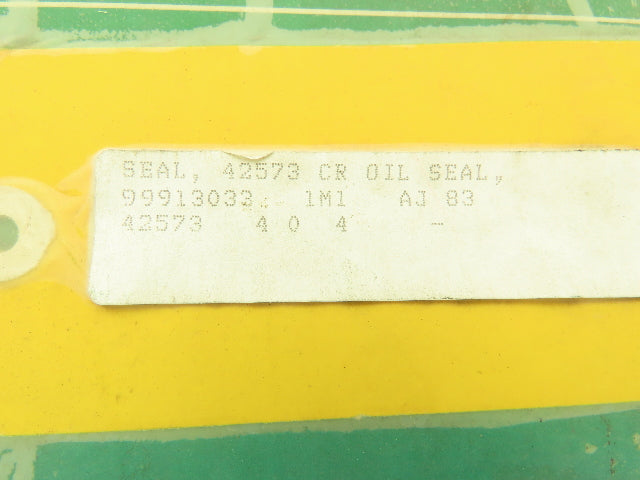 SEAL, 42573 CR OIL SEAL,
99913033 - 1M1 AJ 83
42573 4 0 4 -